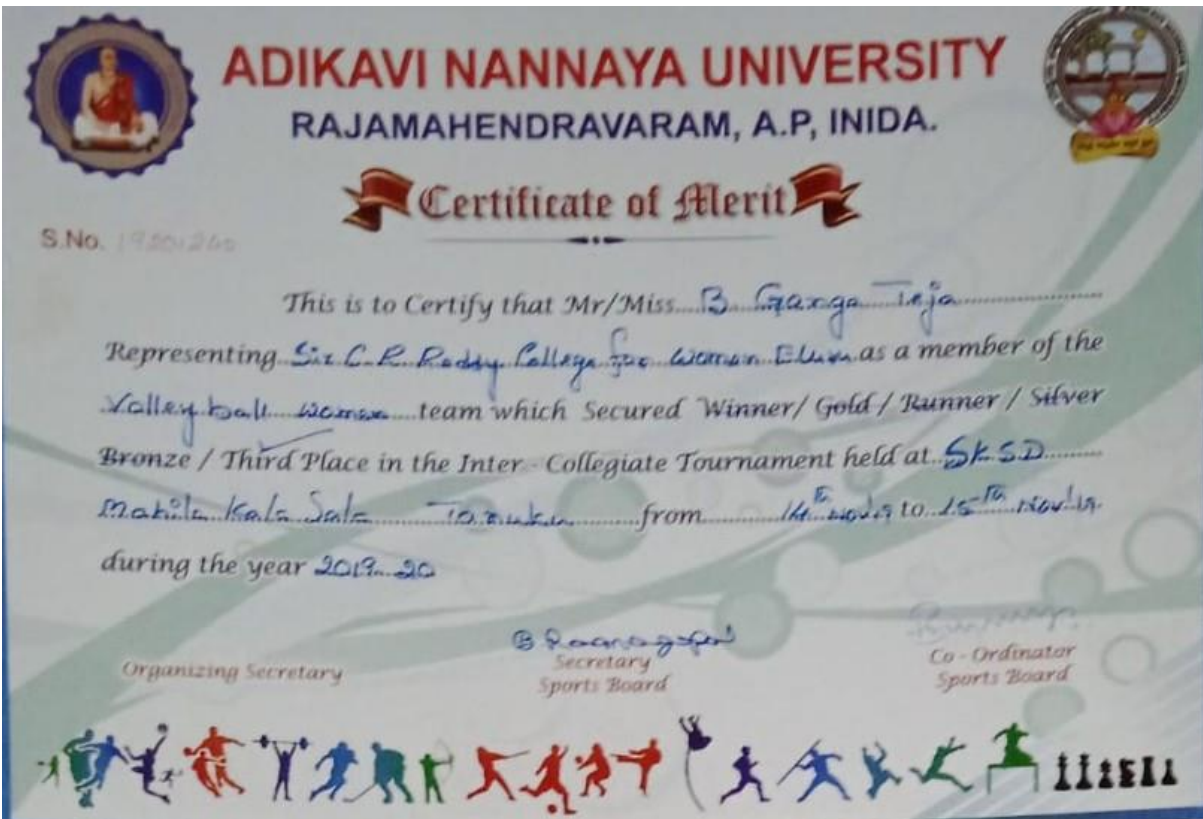 ADIKAVI NANNAYA UNIVERSITY
RAJAMAHENDRAVARAM, A.P, INIDA.
Certificate of Merit
S.No.
This is to Certify that Mr/Miss....B. Ganga Teja
Representing Sir C.R. Reddy College for Women Eluru as a member of the
Volley ball women team which Secured Winner/ Gold / Runner / Silver
Bronze / Third Place in the Inter - Collegiate Tournament held at SK S.D.
Mahila Kala Sala Tanuku from 14th Nov 19 to 15th Nov'19.
during the year 2019-20
Organizing Secretary
Secretary
Sports Board
Co - Ordinator
Sports Board